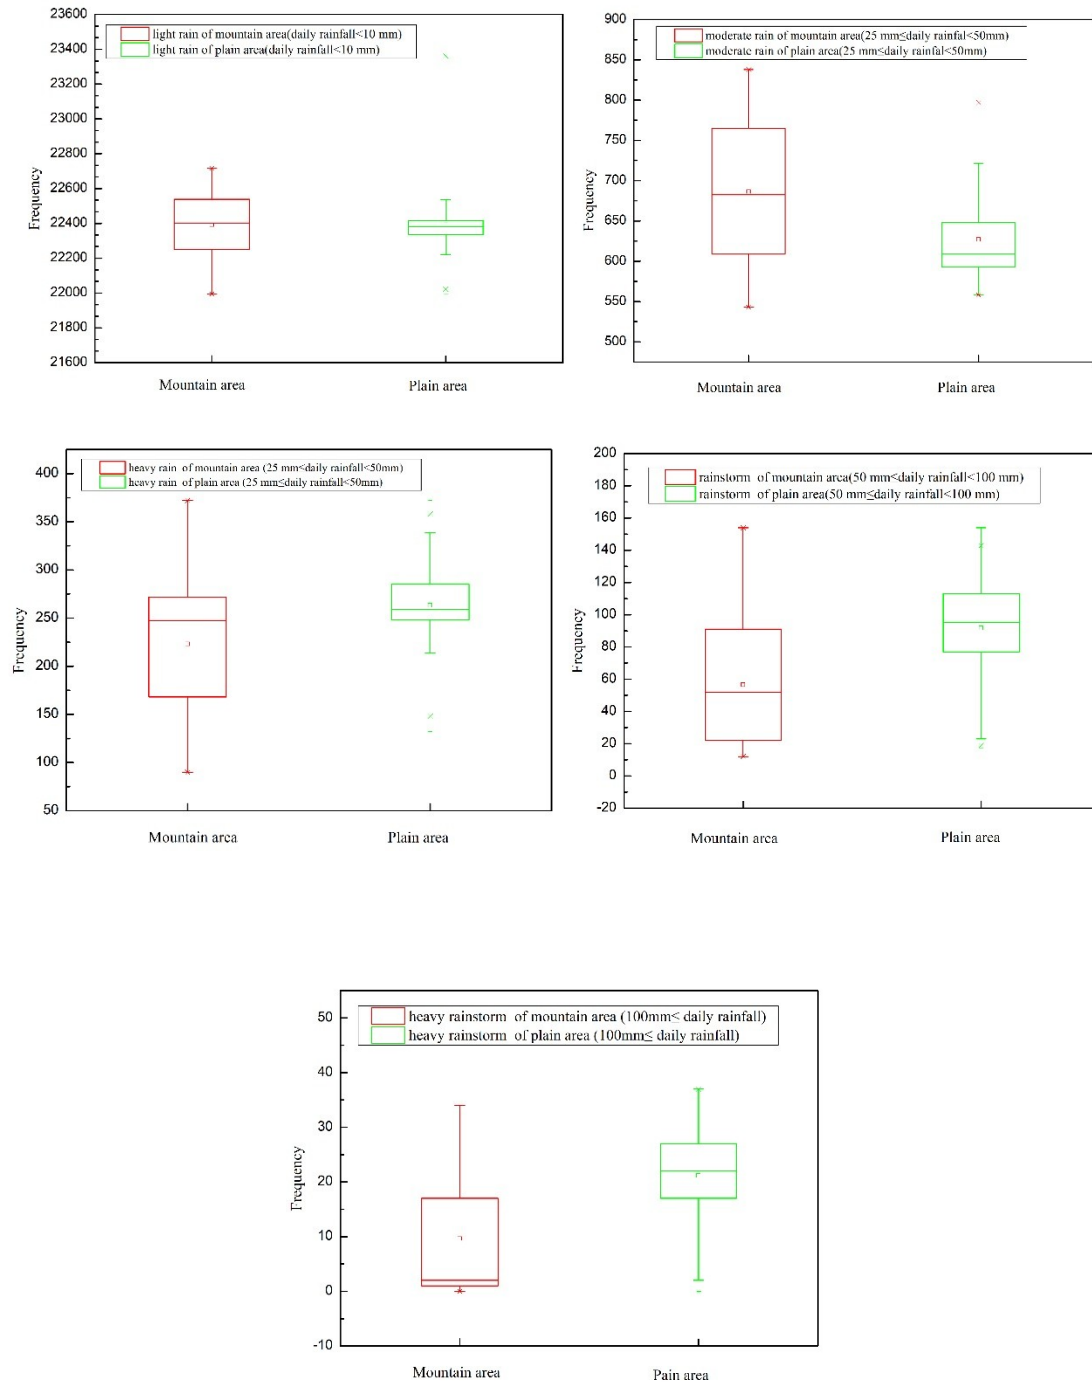 23600
23400
23200
23000
22800
22600
22400
22200
22000
21800
21600
Frequency
light rain of mountain area(daily rainfall<10 mm)
light rain of plain area(daily rainfall<10 mm)
Mountain area
Plain area
900
850
800
750
700
650
600
550
500
Frequency
moderate rain of mountain area(25 mm≤daily rainfal<50mm)
moderate rain of plain area(25 mm≤daily rainfall<50mm)
Mountain area
Plain area
400
350
300
250
200
150
100
50
Frequency
heavy rain of mountain area (25 mm≤daily rainfall<50mm)
heavy rain of plain area (25 mm≤daily rainfall<50mm)
Mountain area
Plain area
200
180
160
140
120
100
80
60
40
20
0
-20
Frequency
rainstorm of mountain area(50 mm≤daily rainfall<100 mm)
rainstorm of plain area(50 mm≤daily rainfall<100 mm)
Mountain area
Plain area
50
40
30
20
10
0
-10
Frequency
heavy rainstorm of mountain area (100mm≤ daily rainfall)
heavy rainstorm of plain area (100mm≤ daily rainfall)
Mountain area
Pain area